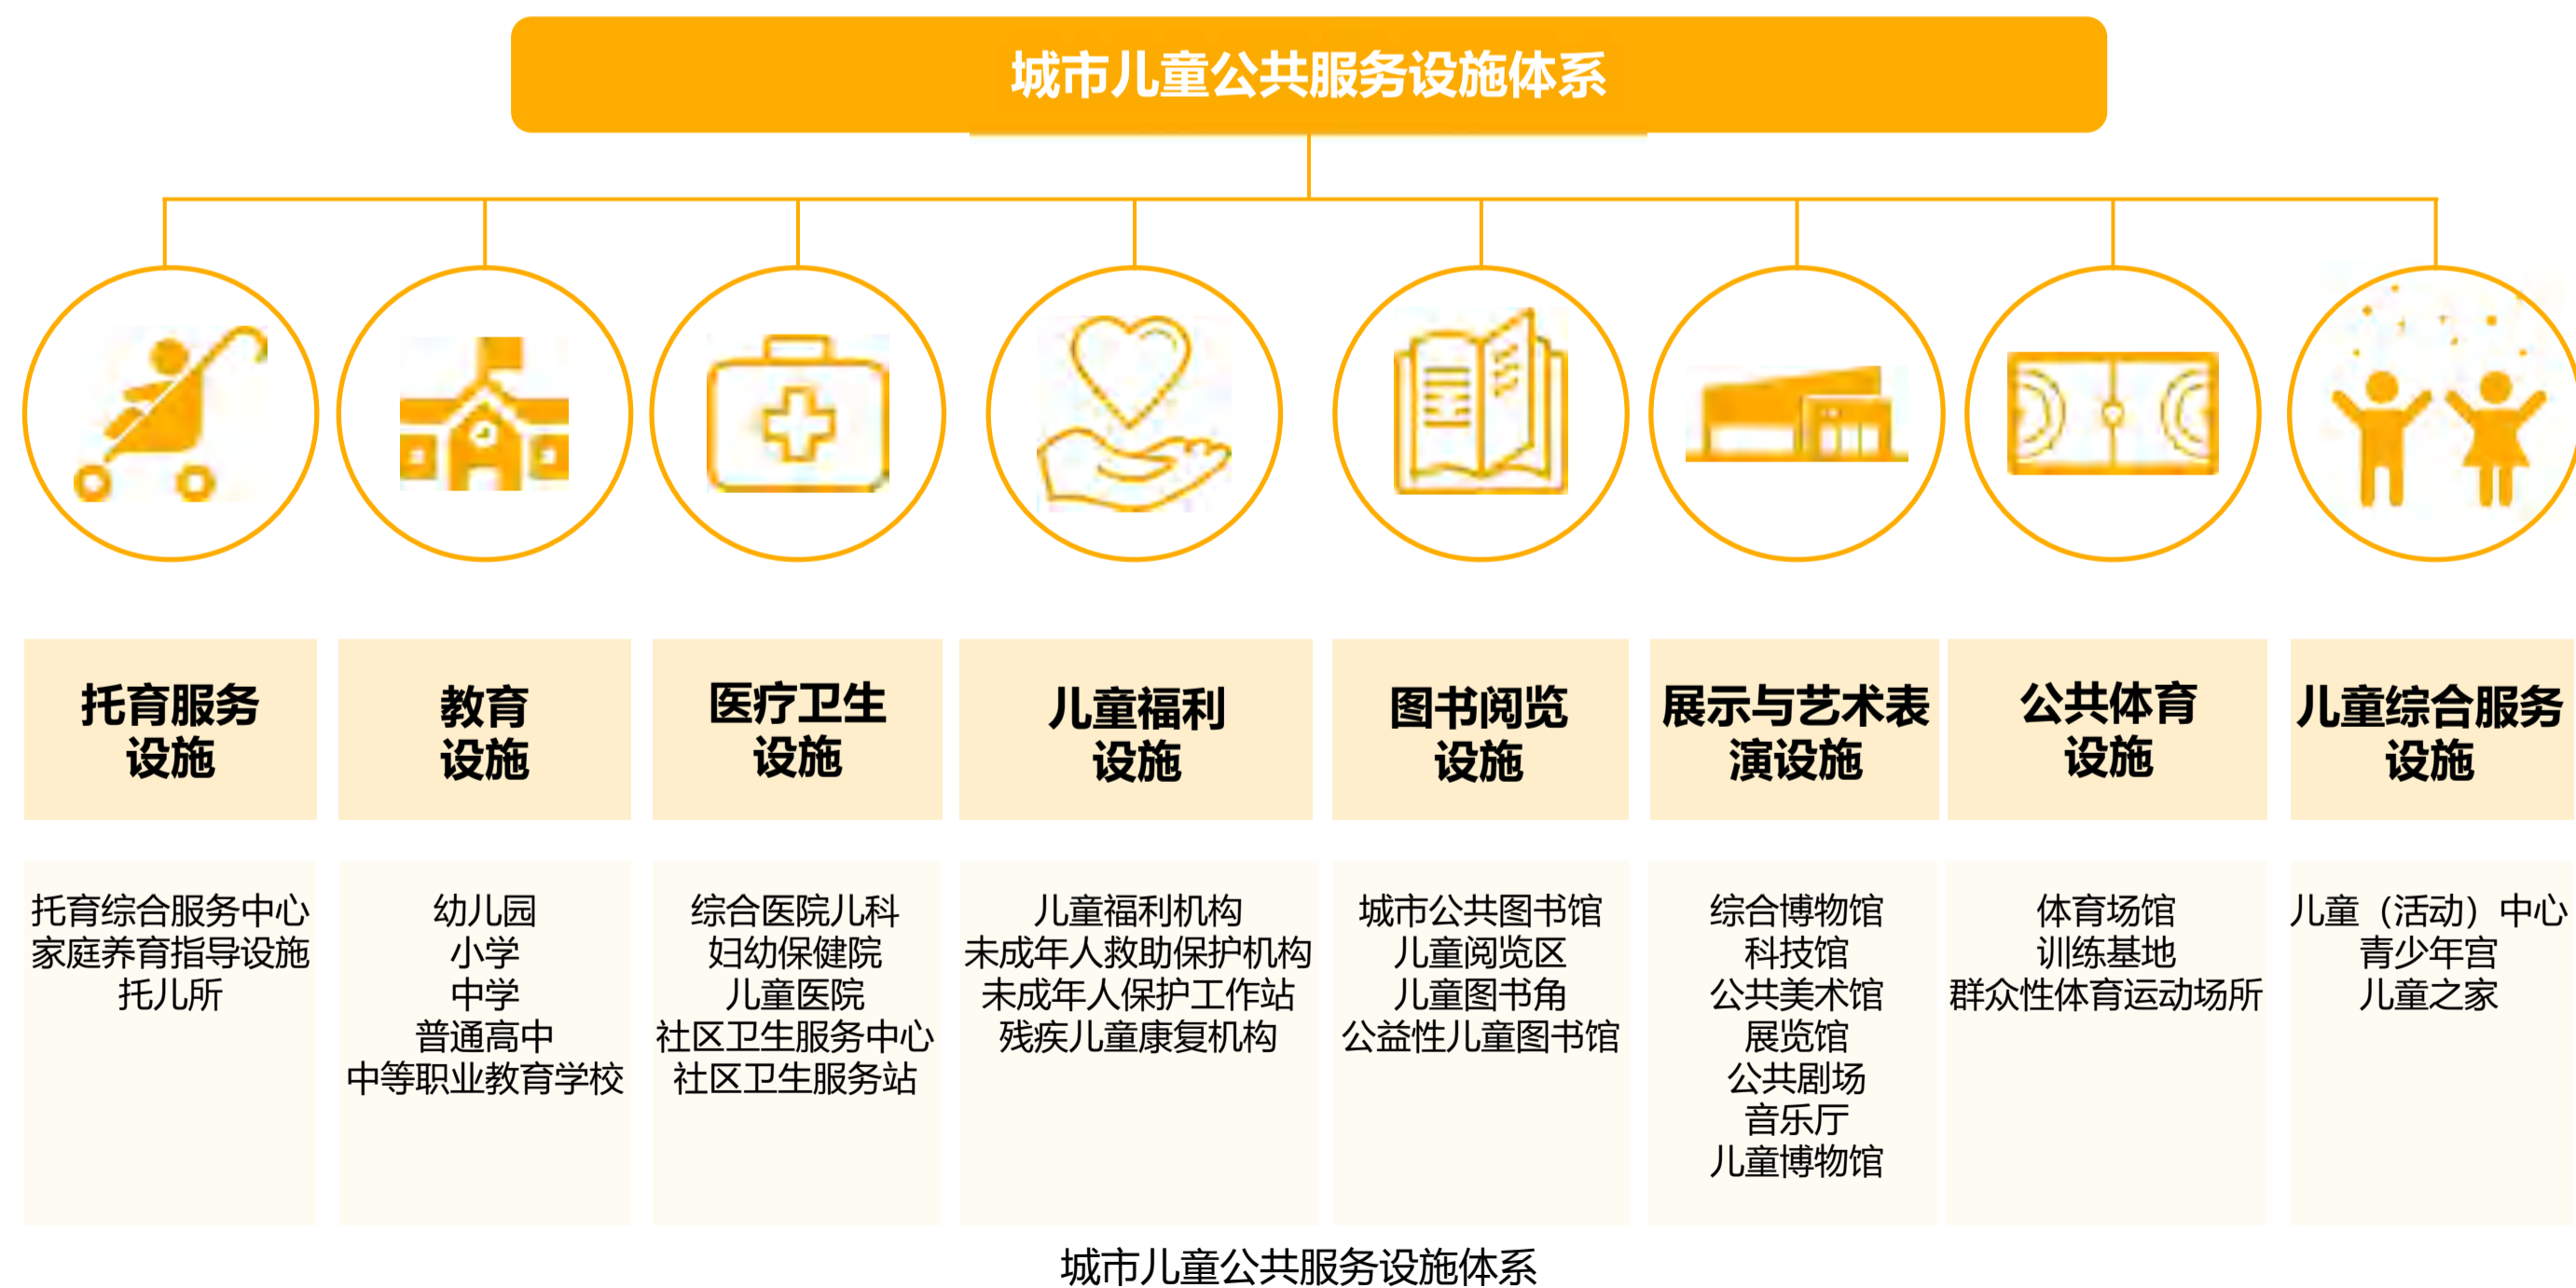 城市儿童公共服务设施体系
托育服务
设施
教育
设施
医疗卫生
设施
儿童福利
设施
图书阅览
设施
展示与艺术表
演设施
公共体育
设施
儿童综合服务
设施
托育综合服务中心
家庭养育指导设施
托儿所
幼儿园
小学
中学
普通高中
中等职业教育学校
综合医院儿科
妇幼保健院
儿童医院
社区卫生服务中心
社区卫生服务站
儿童福利机构
未成年人救助保护机构
未成年人保护工作站
残疾儿童康复机构
城市公共图书馆
儿童阅览区
儿童图书角
公益性儿童图书馆
综合博物馆
科技馆
公共美术馆
展览馆
公共剧场
音乐厅
儿童博物馆
体育场馆
训练基地
群众性体育运动场所
儿童（活动）中心
青少年宫
儿童之家
城市儿童公共服务设施体系